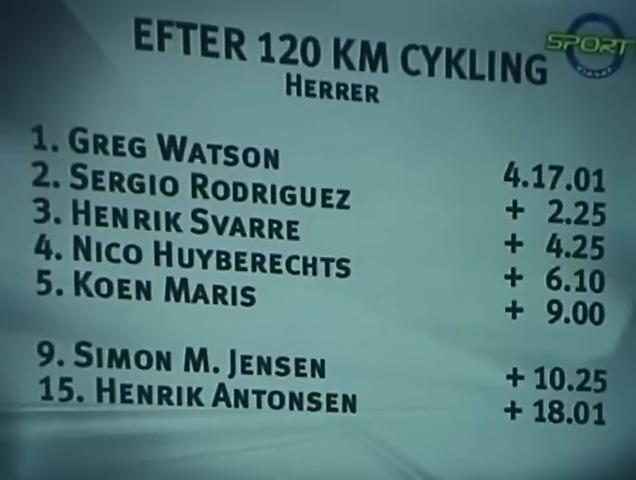 EFTER 120 KM CYKLING
HERRER
SPORT
1. GREG WATSON 4.17.01
2. SERGIO RODRIGUEZ + 2.25
3. HENRIK SVARRE + 4.25
4. NICO HUYBERECHTS + 6.10
5. KOEN MARIS + 9.00
9. SIMON M. JENSEN + 10.25
15. HENRIK ANTONSEN + 18.01